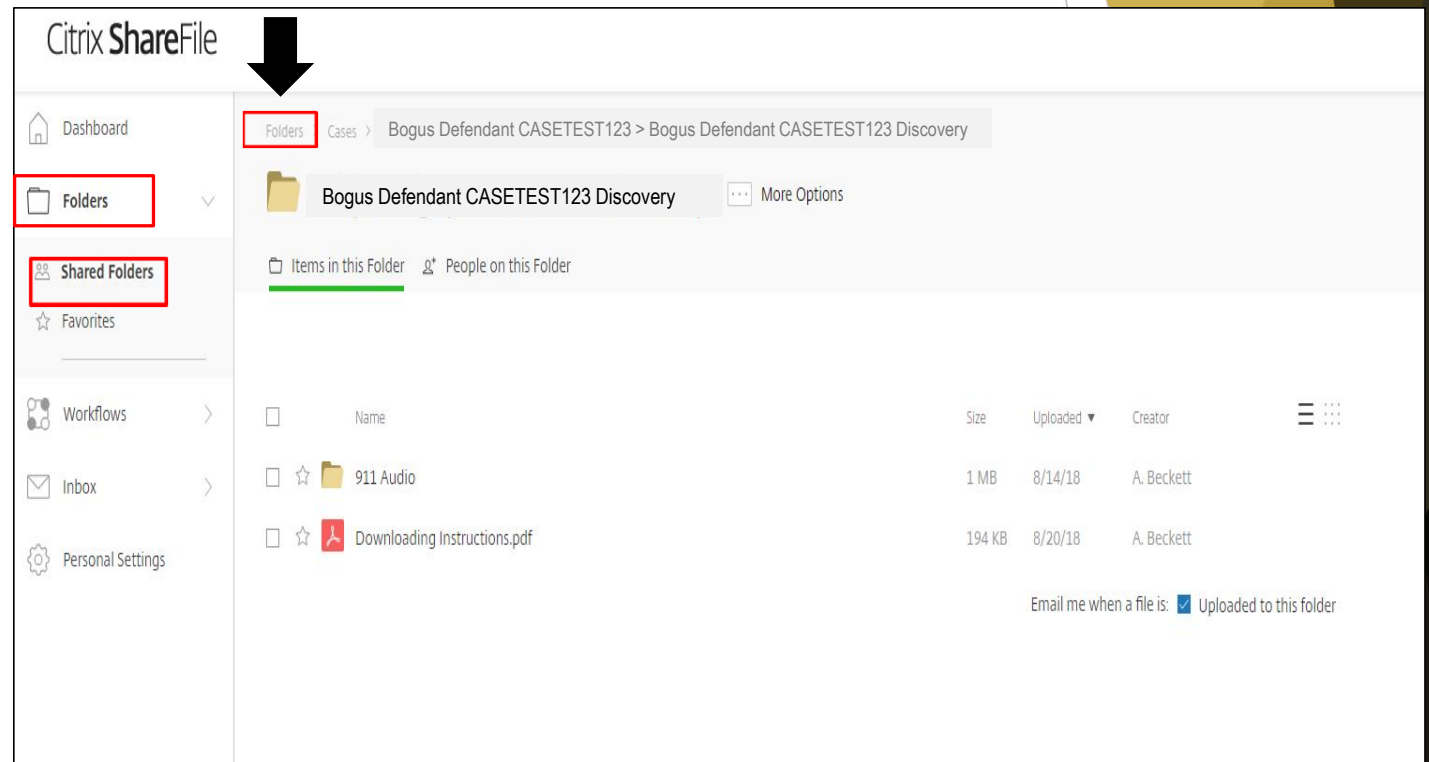 Citrix ShareFile
Dashboard
Folders
Shared Folders
Favorites
Workflows
Inbox
Personal Settings
Folders Cases > Bogus Defendant CASETEST123 > Bogus Defendant CASETEST123 Discovery
Bogus Defendant CASETEST123 Discovery ... More Options
Items in this Folder People on this Folder
Name Size Uploaded ▼ Creator
911 Audio 1 MB 8/14/18 A. Beckett
Downloading Instructions.pdf 194 KB 8/20/18 A. Beckett
Email me when a file is: Uploaded to this folder